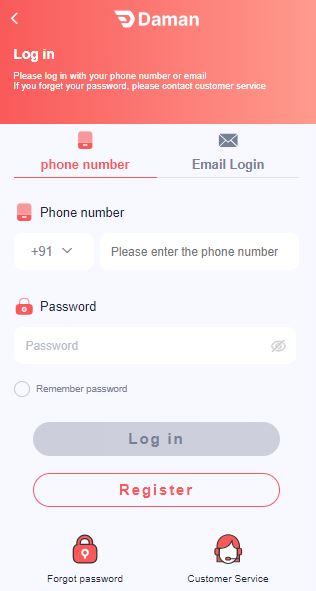 Daman
Log in
Please log in with your phone number or email
If you forget your password, please contact customer service
phone number
Email Login
Phone number
+91
Please enter the phone number
Password
Password
Remember password
Log in
Register
Forgot password
Customer Service